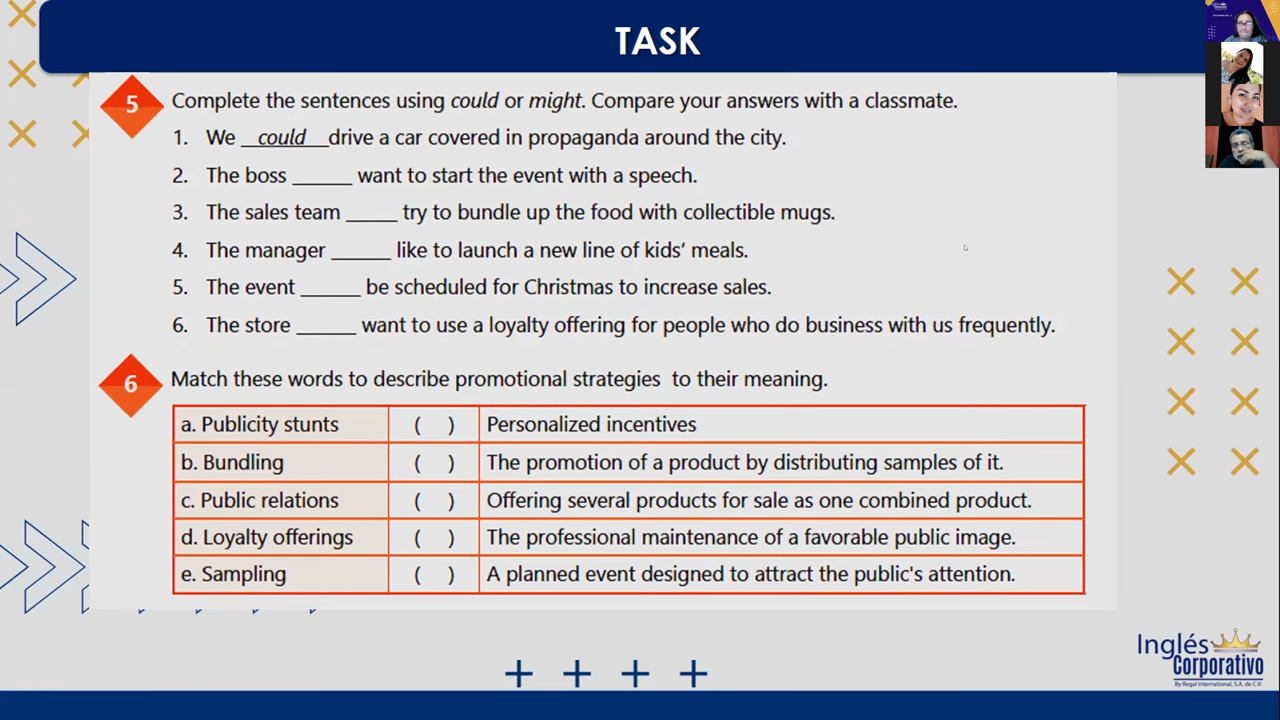 TASK
5 Complete the sentences using could or might. Compare your answers with a classmate.
1. We __could__drive a car covered in propaganda around the city.
2. The boss ______ want to start the event with a speech.
3. The sales team _____ try to bundle up the food with collectible mugs.
4. The manager ______ like to launch a new line of kids' meals.
5. The event ______ be scheduled for Christmas to increase sales.
6. The store ______ want to use a loyalty offering for people who do business with us frequently.
6 Match these words to describe promotional strategies to their meaning.
a. Publicity stunts ( ) Personalized incentives
b. Bundling ( ) The promotion of a product by distributing samples of it.
c. Public relations ( ) Offering several products for sale as one combined product.
d. Loyalty offerings ( ) The professional maintenance of a favorable public image.
e. Sampling ( ) A planned event designed to attract the public's attention.
Inglés
Corporativo
By Regal International, S.A. de C.V.